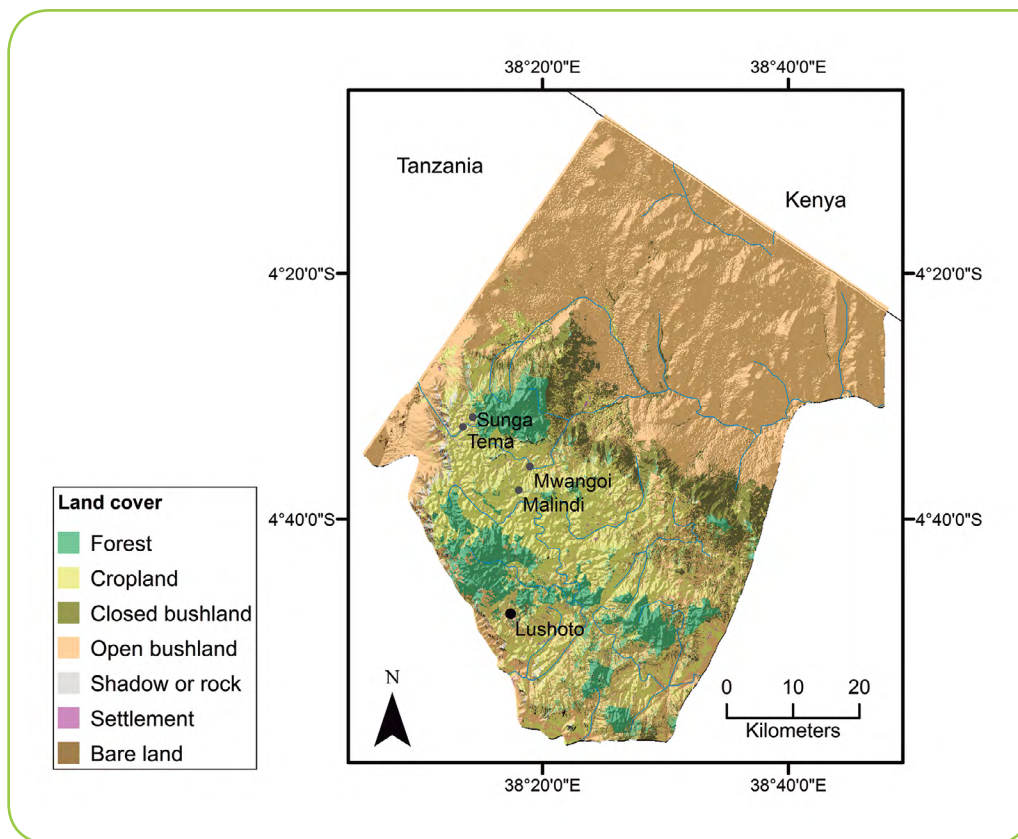 38°20'0"E
38°40'0"E
Tanzania
Kenya
4°20'0"S
4°20'0"S
Sunga
Tema
Mwangoi
Malindi
4°40'0"S
4°40'0"S
Land cover
Forest
Cropland
Closed bushland
Open bushland
Shadow or rock
Settlement
Bare land
Lushoto
N
0 10 20
Kilometers
38°20'0"E
38°40'0"E